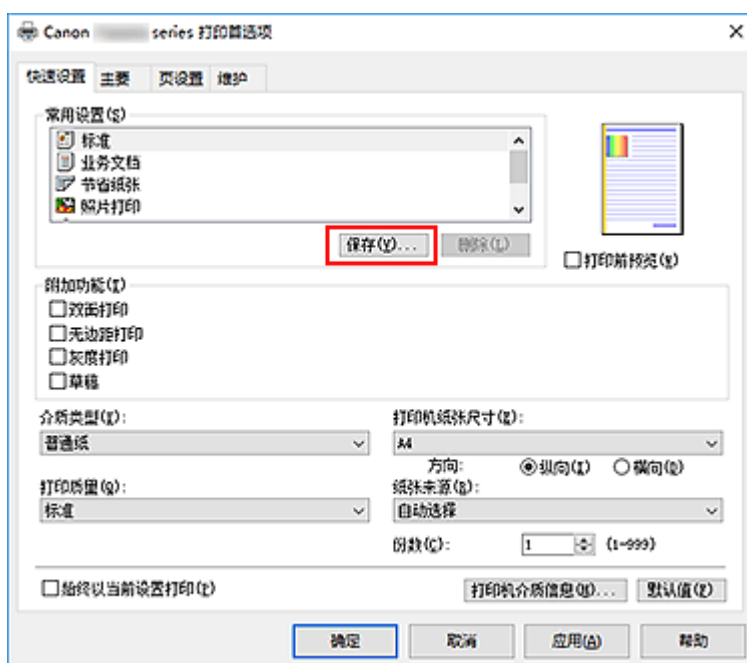 Canon series 打印首选项
快速设置 主要 页设置 维护
常用设置(S)
标准
业务文档
节省纸张
照片打印
保存(V)... 删除(L)
打印前预览(W)
附加功能(I)
双面打印
无边距打印
灰度打印
草稿
介质类型(Y): 打印机纸张尺寸(Z):
普通纸 A4
方向: 纵向(I) 横向(D)
打印质量(Q): 纸张来源(B):
标准 自动选择
份数(C): 1 (1-999)
始终以当前设置打印(P)
打印机介质信息(M)... 默认值(F)
确定 取消 应用(A) 帮助